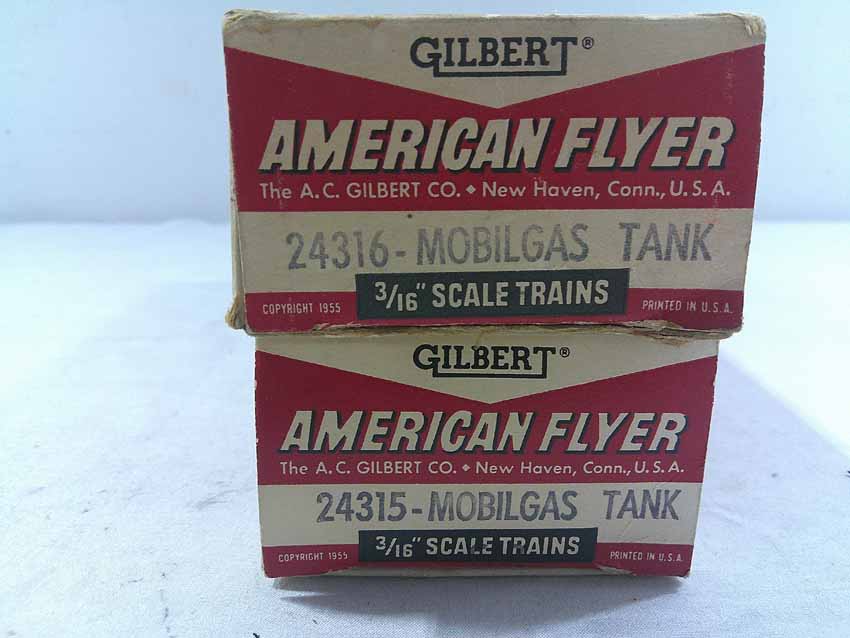 GILBERT®
AMERICAN FLYER
The A.C. GILBERT CO. • New Haven, Conn., U.S.A.
24316-MOBILGAS TANK
3/16" SCALE TRAINS
COPYRIGHT 1955
PRINTED IN U.S.A.
GILBERT®
AMERICAN FLYER
The A.C. GILBERT CO. • New Haven, Conn., U.S.A.
24315-MOBILGAS TANK
3/16" SCALE TRAINS
COPYRIGHT 1955
PRINTED IN U.S.A.